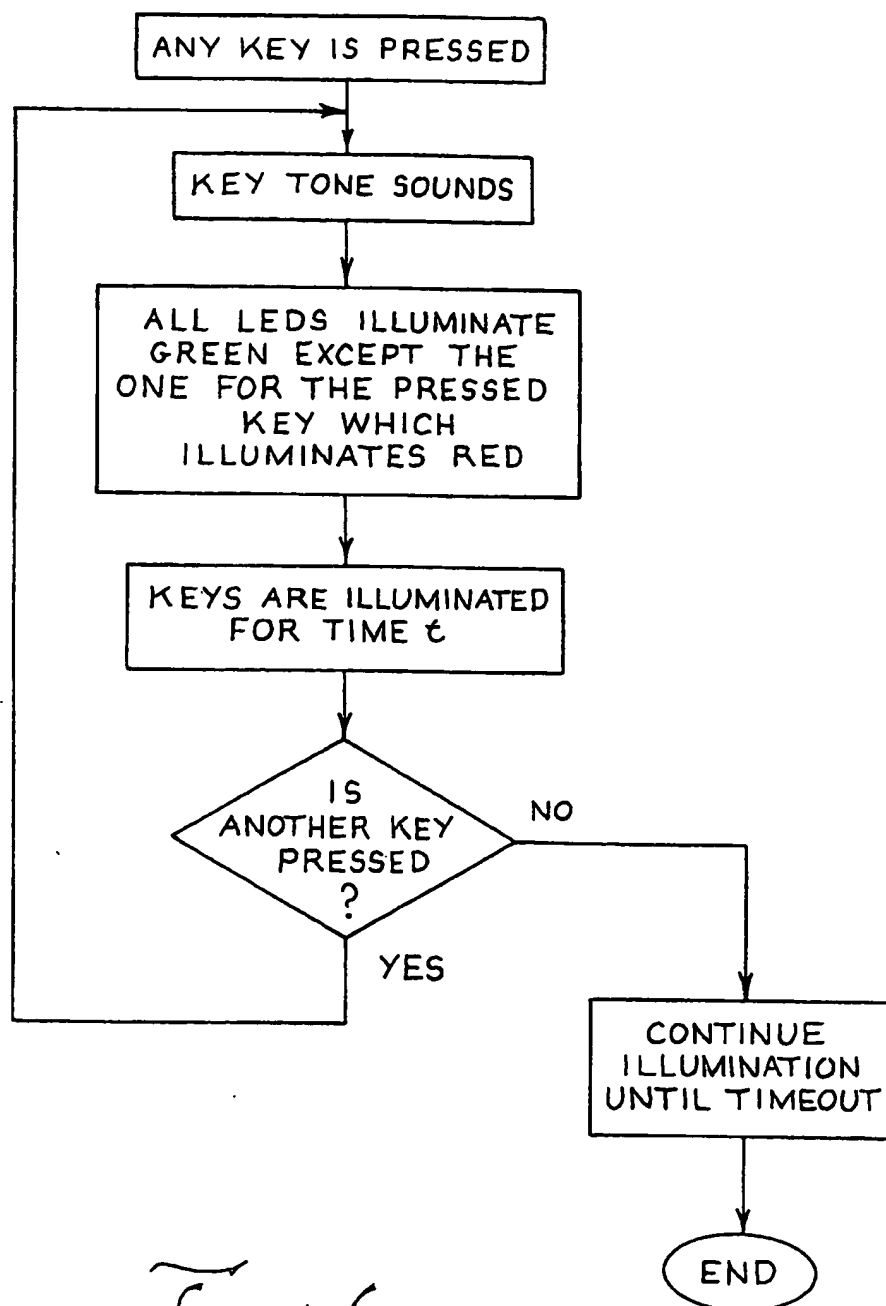 ANY KEY IS PRESSED
KEY TONE SOUNDS
ALL LEDS ILLUMINATE
GREEN EXCEPT THE
ONE FOR THE PRESSED
KEY WHICH
ILLUMINATES RED
KEYS ARE ILLUMINATED
FOR TIME t
IS
ANOTHER KEY
PRESSED
?
NO
YES
CONTINUE
ILLUMINATION
UNTIL TIMEOUT
END